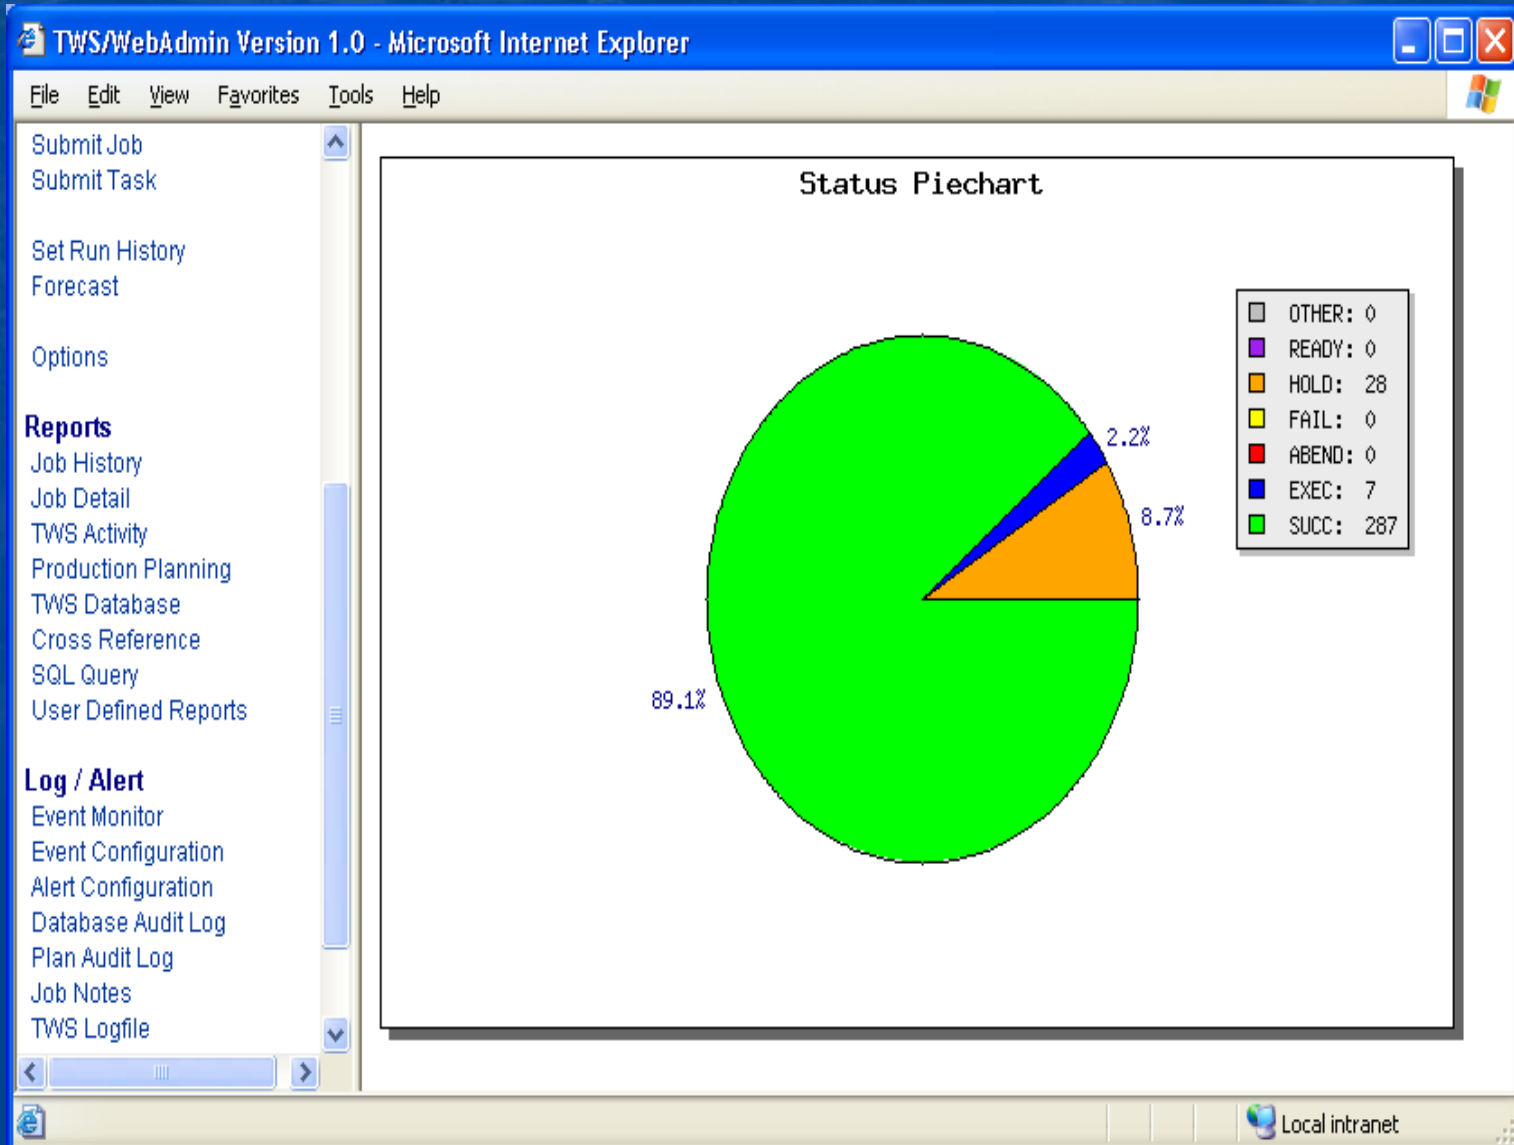 TWS/WebAdmin Version 1.0 - Microsoft Internet Explorer
File Edit View Favorites Tools Help
Submit Job
Submit Task
Set Run History
Forecast
Options
Reports
Job History
Job Detail
TWS Activity
Production Planning
TWS Database
Cross Reference
SQL Query
User Defined Reports
Log / Alert
Event Monitor
Event Configuration
Alert Configuration
Database Audit Log
Plan Audit Log
Job Notes
TWS Logfile
Status Piechart
OTHER: 0
READY: 0
HOLD: 28
FAIL: 0
ABEND: 0
EXEC: 7
SUCC: 287
2.2%
8.7%
89.1%
Local intranet